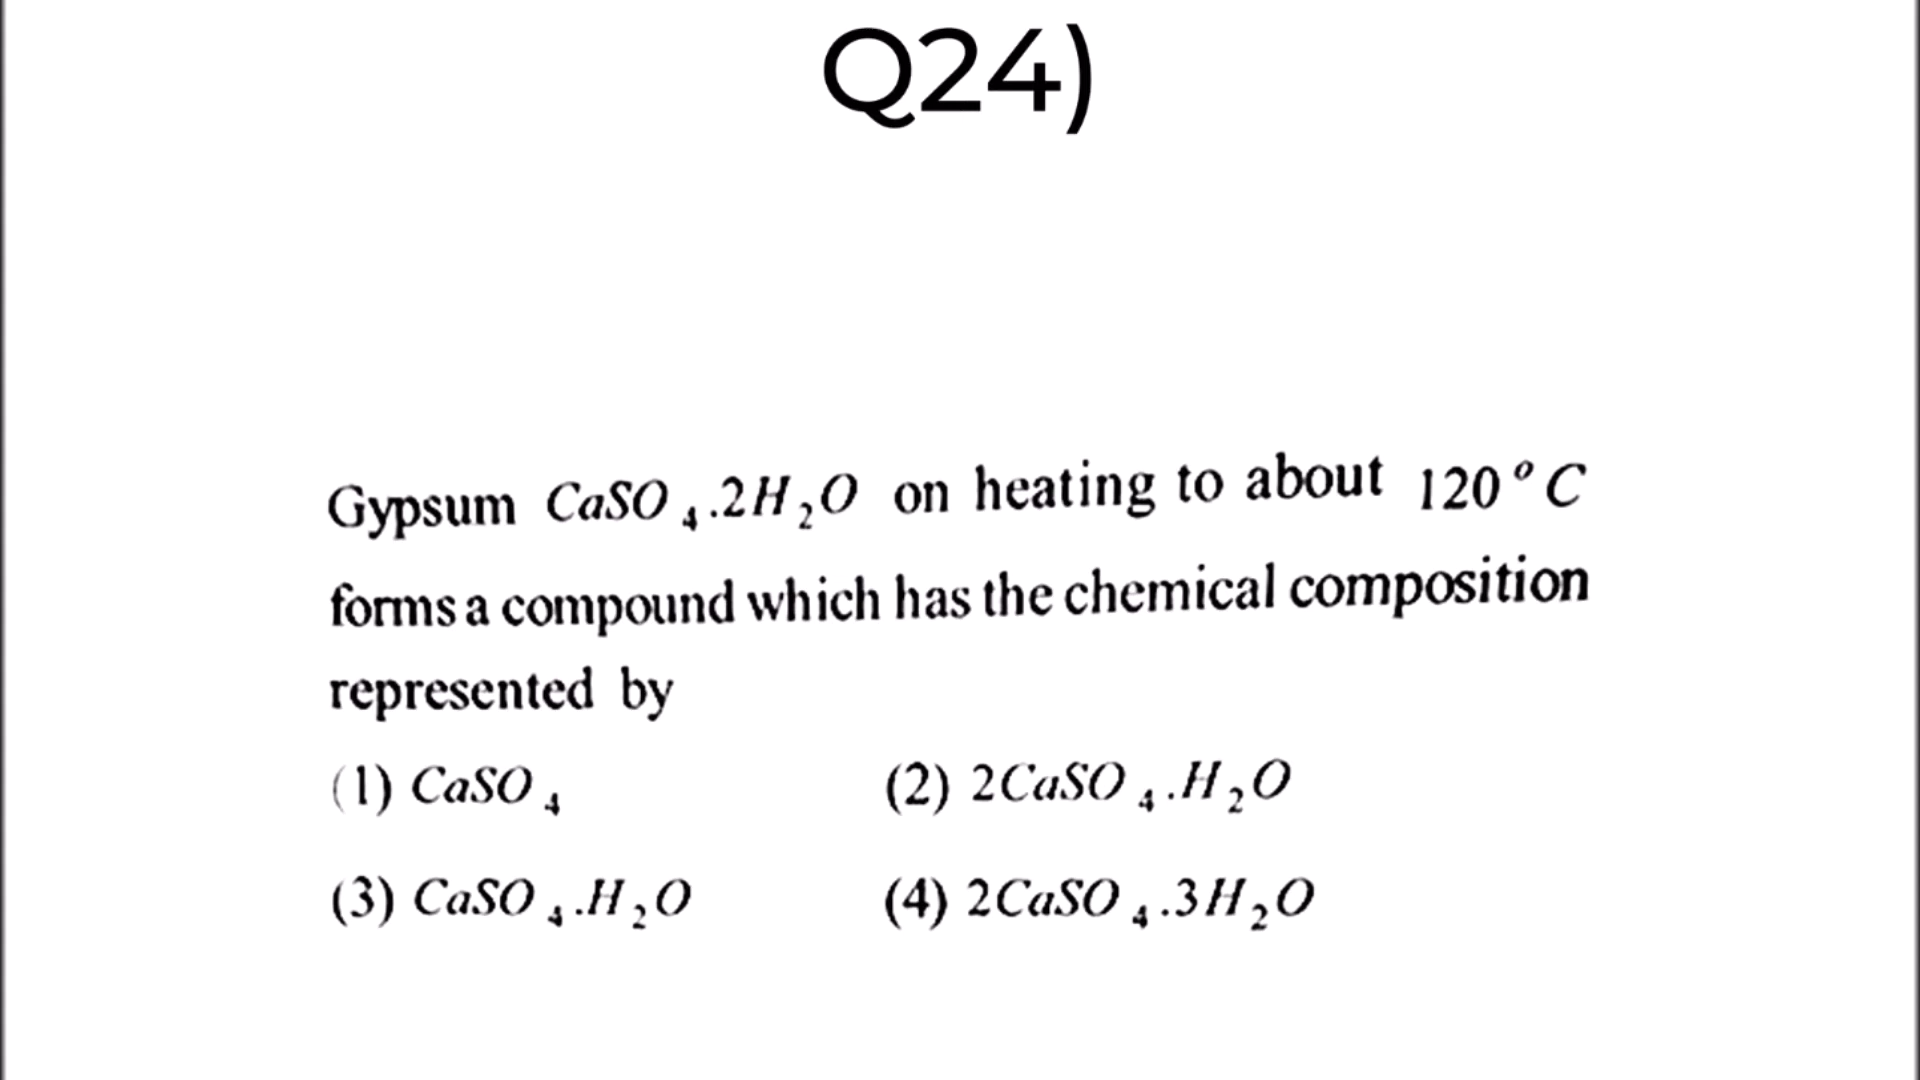 Q24)
Gypsum CaSO₄.2H₂O on heating to about 120°C
forms a compound which has the chemical composition
represented by
(1) CaSO₄ (2) 2CaSO₄.H₂O
(3) CaSO₄.H₂O (4) 2CaSO₄.3H₂O